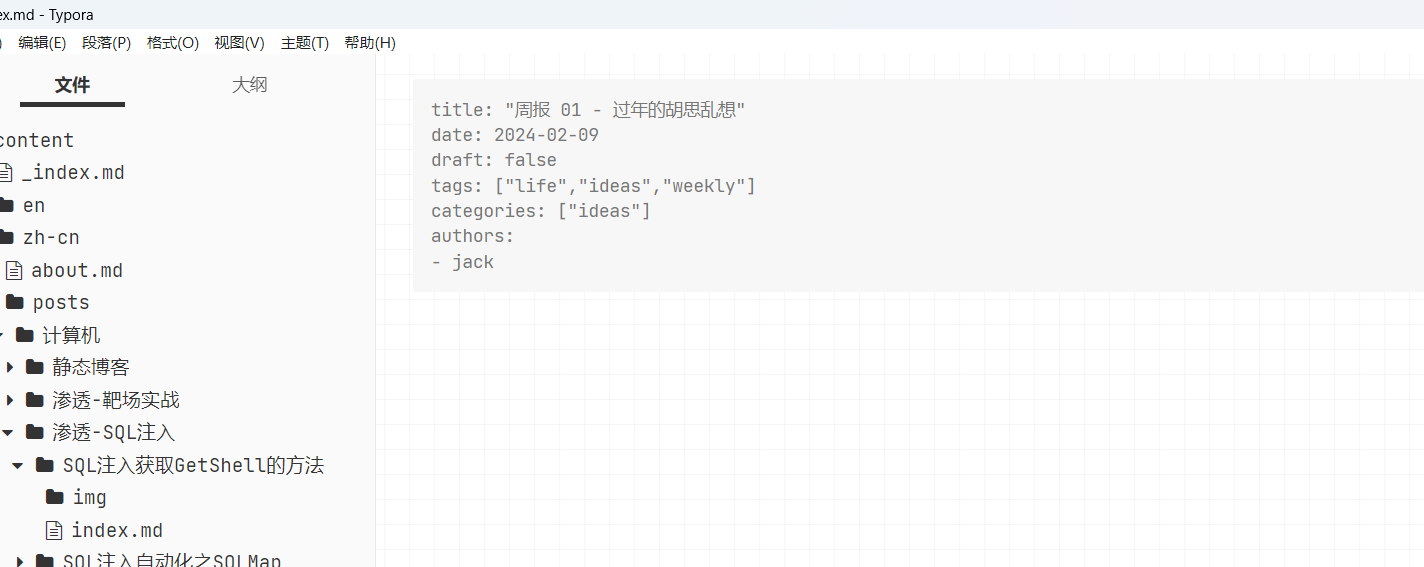 ex.md - Typora
) 编辑(E) 段落(P) 格式(O) 视图(V) 主题(T) 帮助(H)
文件 大纲
content
_index.md
en
zh-cn
about.md
posts
计算机
静态博客
渗透-靶场实战
渗透-SQL注入
SQL注入获取GetShell的方法
img
index.md
SQL注入自动化之SQLMap
title: "周报 01 - 过年的胡思乱想"
date: 2024-02-09
draft: false
tags: ["life","ideas","weekly"]
categories: ["ideas"]
authors:
- jack